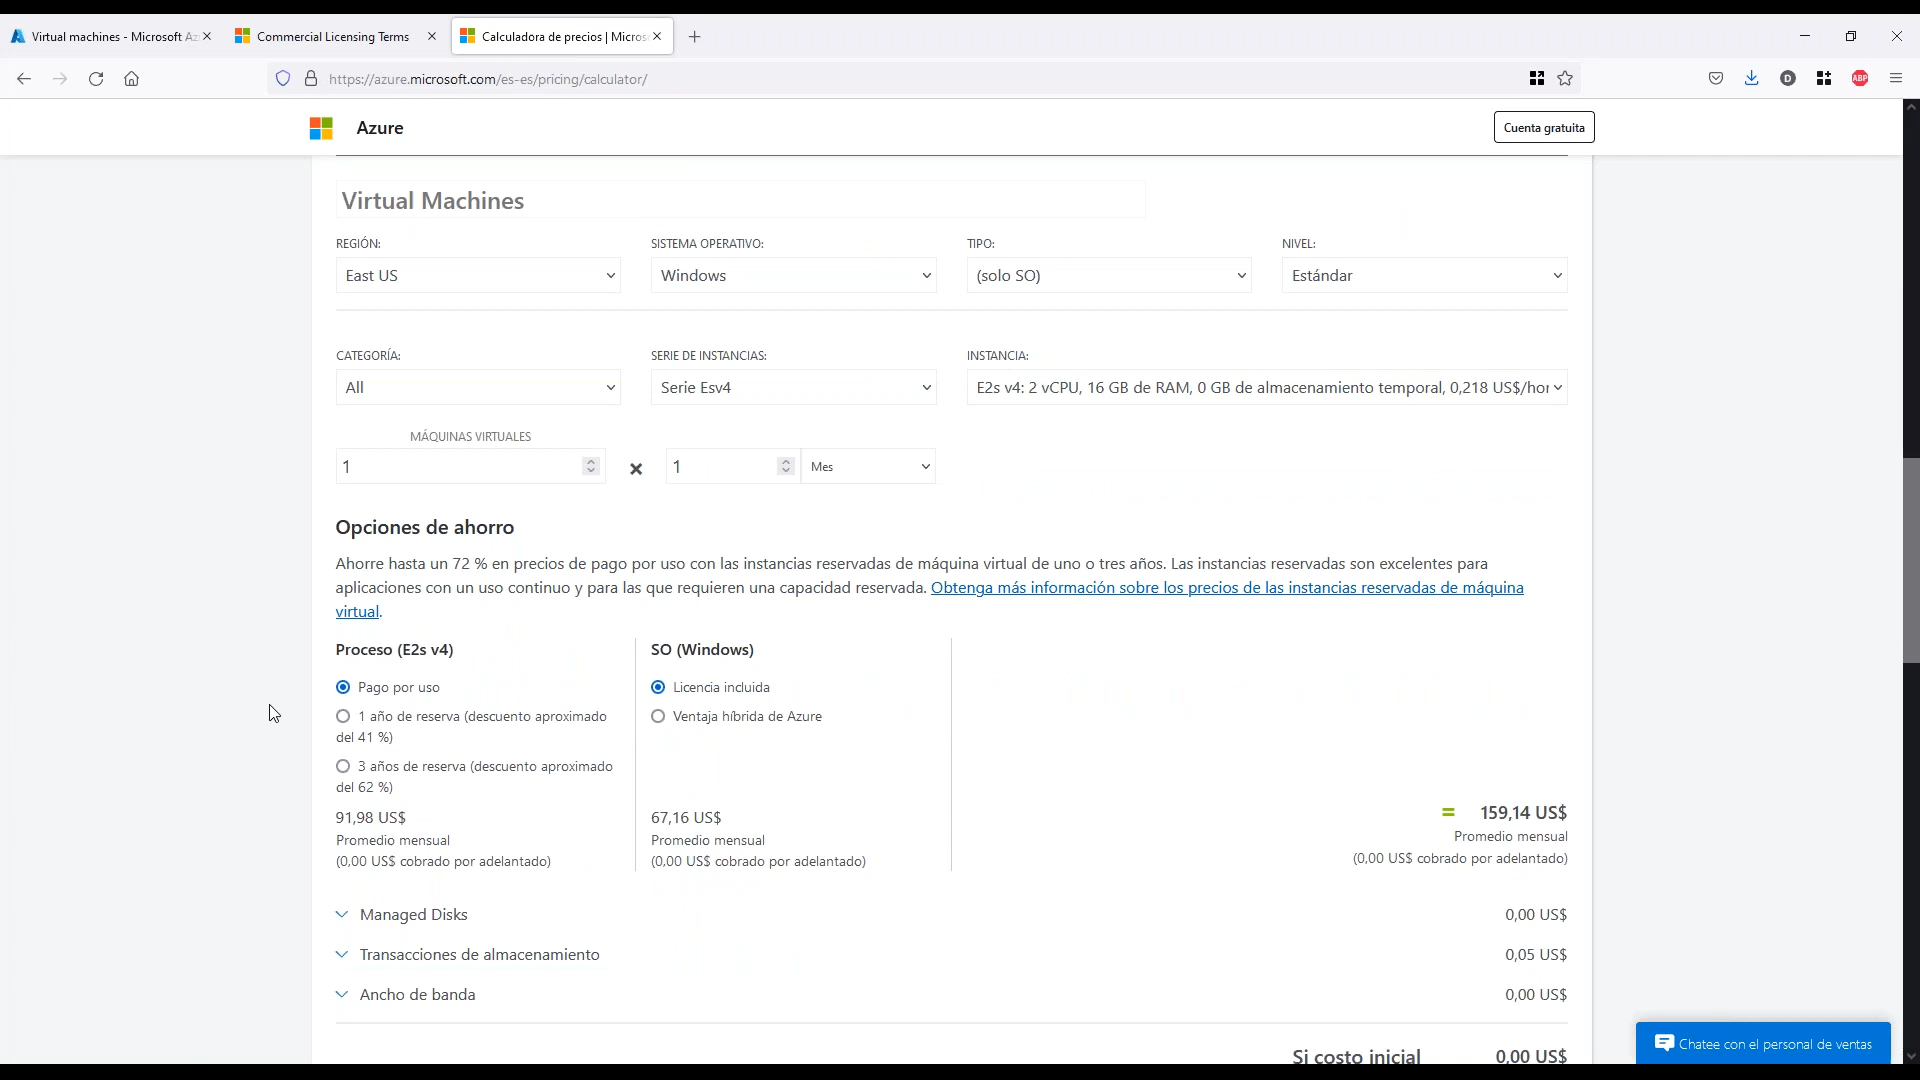 Virtual machines - Microsoft Az
Commercial Licensing Terms
Calculadora de precios | Micros
https://azure.microsoft.com/es-es/pricing/calculator/
D
ABP
Azure
Cuenta gratuita
Virtual Machines
REGIÓN:
SISTEMA OPERATIVO:
TIPO:
NIVEL:
East US
Windows
(solo SO)
Estándar
CATEGORÍA:
SERIE DE INSTANCIAS:
INSTANCIA:
All
Serie Esv4
E2s v4: 2 vCPU, 16 GB de RAM, 0 GB de almacenamiento temporal, 0,218 US$/hor
MÁQUINAS VIRTUALES
1
1
Mes
Opciones de ahorro
Ahorre hasta un 72 % en precios de pago por uso con las instancias reservadas de máquina virtual de uno o tres años. Las instancias reservadas son excelentes para
aplicaciones con un uso continuo y para las que requieren una capacidad reservada. Obtenga más información sobre los precios de las instancias reservadas de máquina
virtual.
Proceso (E2s v4)
Pago por uso
1 año de reserva (descuento aproximado
del 41 %)
3 años de reserva (descuento aproximado
del 62 %)
91,98 US$
Promedio mensual
(0,00 US$ cobrado por adelantado)
SO (Windows)
Licencia incluida
Ventaja híbrida de Azure
67,16 US$
Promedio mensual
(0,00 US$ cobrado por adelantado)
= 159,14 US$
Promedio mensual
(0,00 US$ cobrado por adelantado)
Managed Disks 0,00 US$
Transacciones de almacenamiento 0,05 US$
Ancho de banda 0,00 US$
Si costo inicial 0,00 US$
Chatee con el personal de ventas